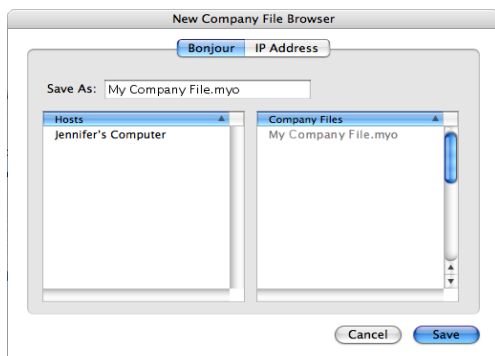 New Company File Browser
Bonjour IP Address
Save As: My Company File.myo
Hosts Company Files
Jennifer's Computer My Company File.myo
Cancel Save